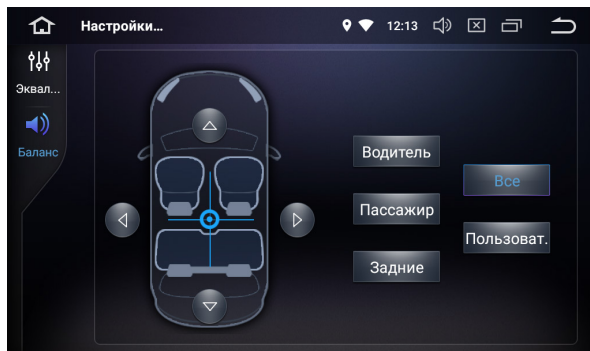 Настройки... 12:13
Эквал...
Баланс
Водитель
Все
Пассажир
Пользоват.
Задние